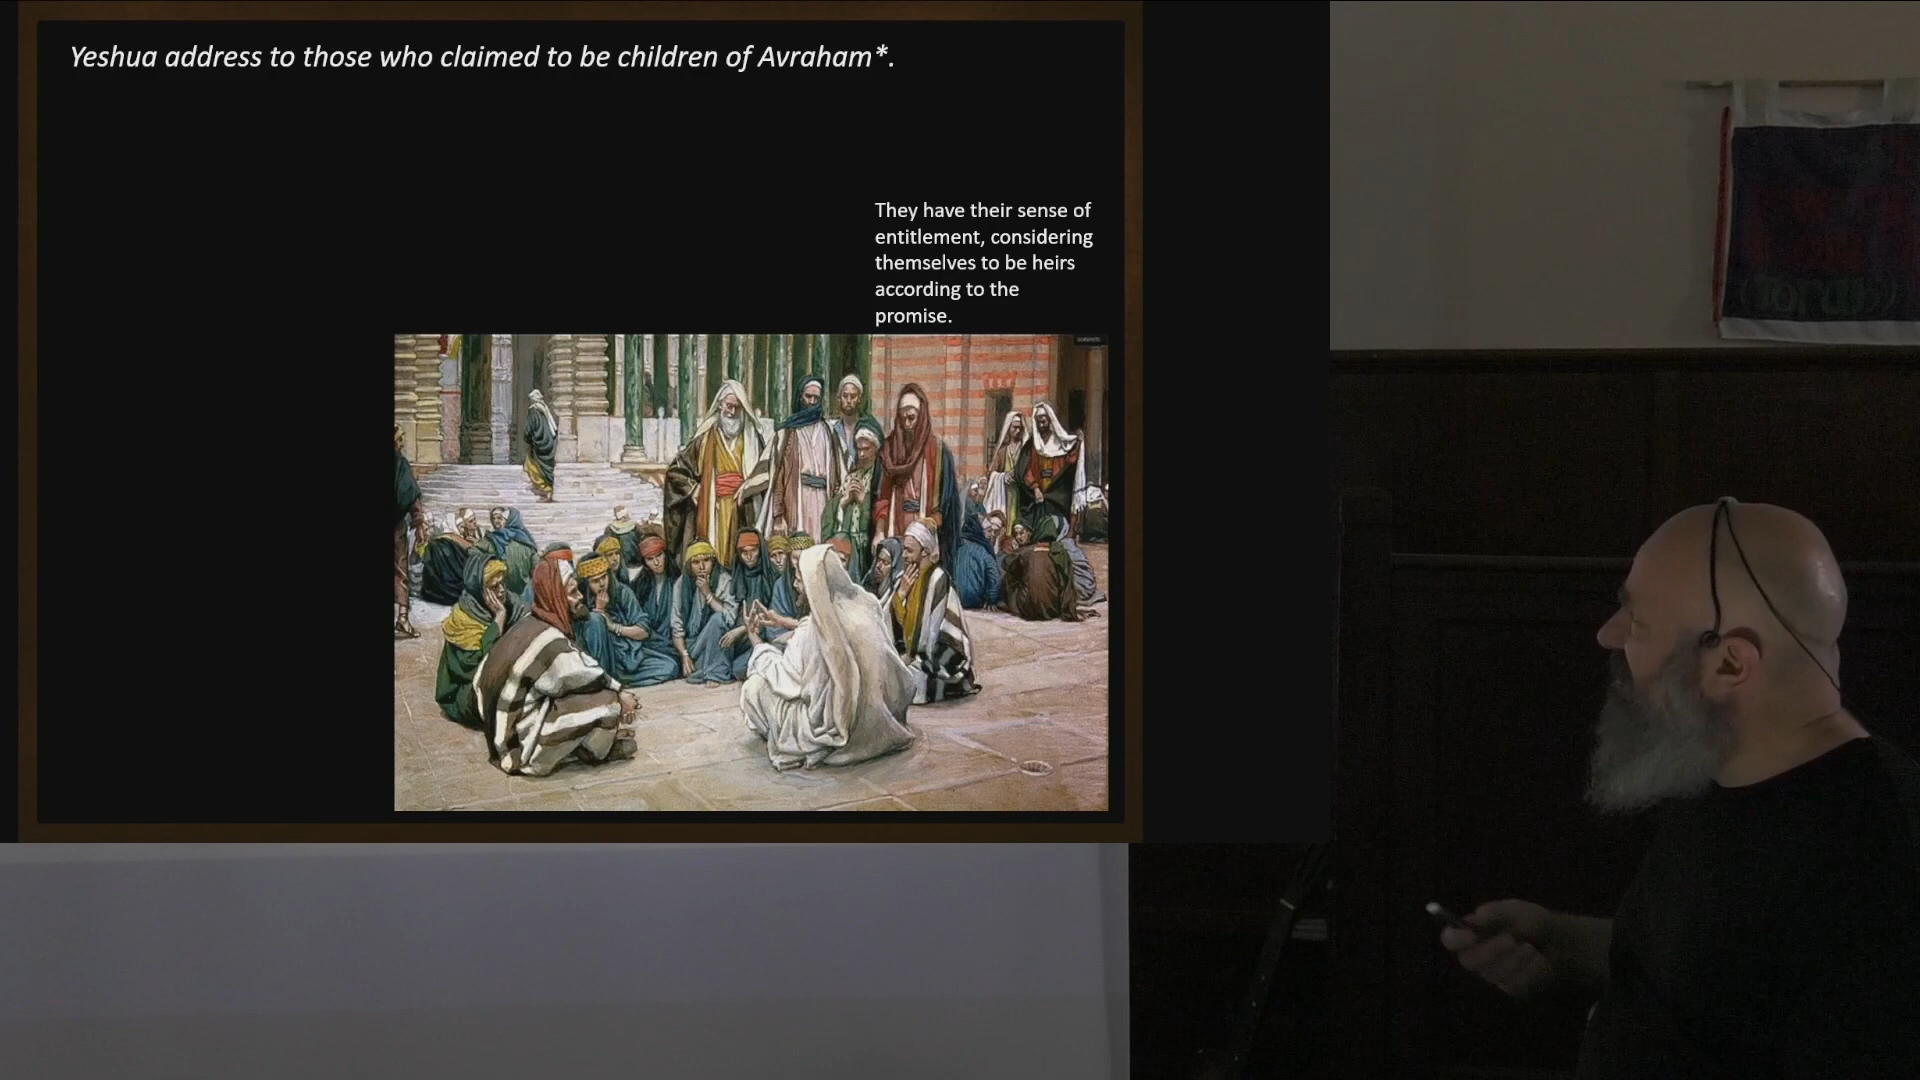 Yeshua address to those who claimed to be children of Avraham*.
They have their sense of
entitlement, considering
themselves to be heirs
according to the
promise.
(TORUЬ)